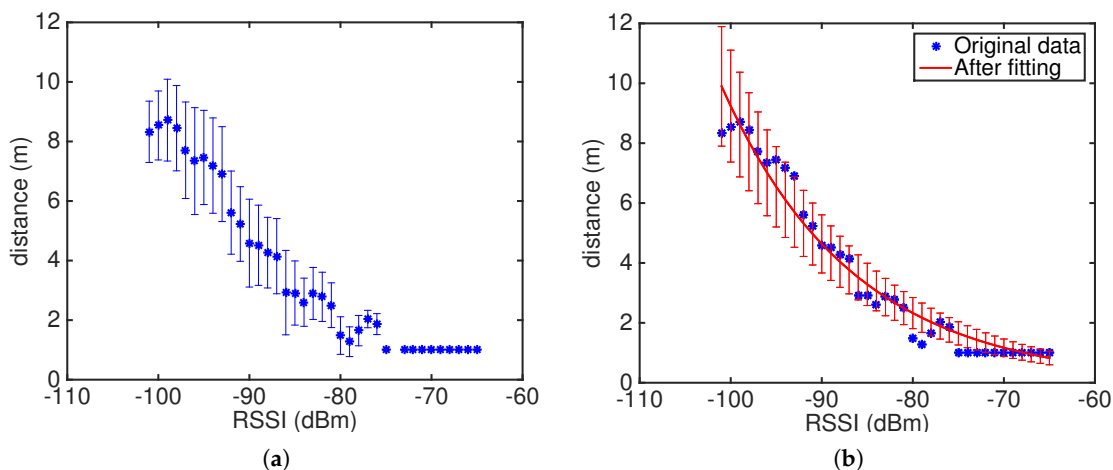 12
10
8
6
4
2
0
distance (m)
-110 -100 -90 -80 -70 -60
RSSI (dBm)
(a)
12
10
8
6
4
2
0
distance (m)
Original data
After fitting
-110 -100 -90 -80 -70 -60
RSSI (dBm)
(b)